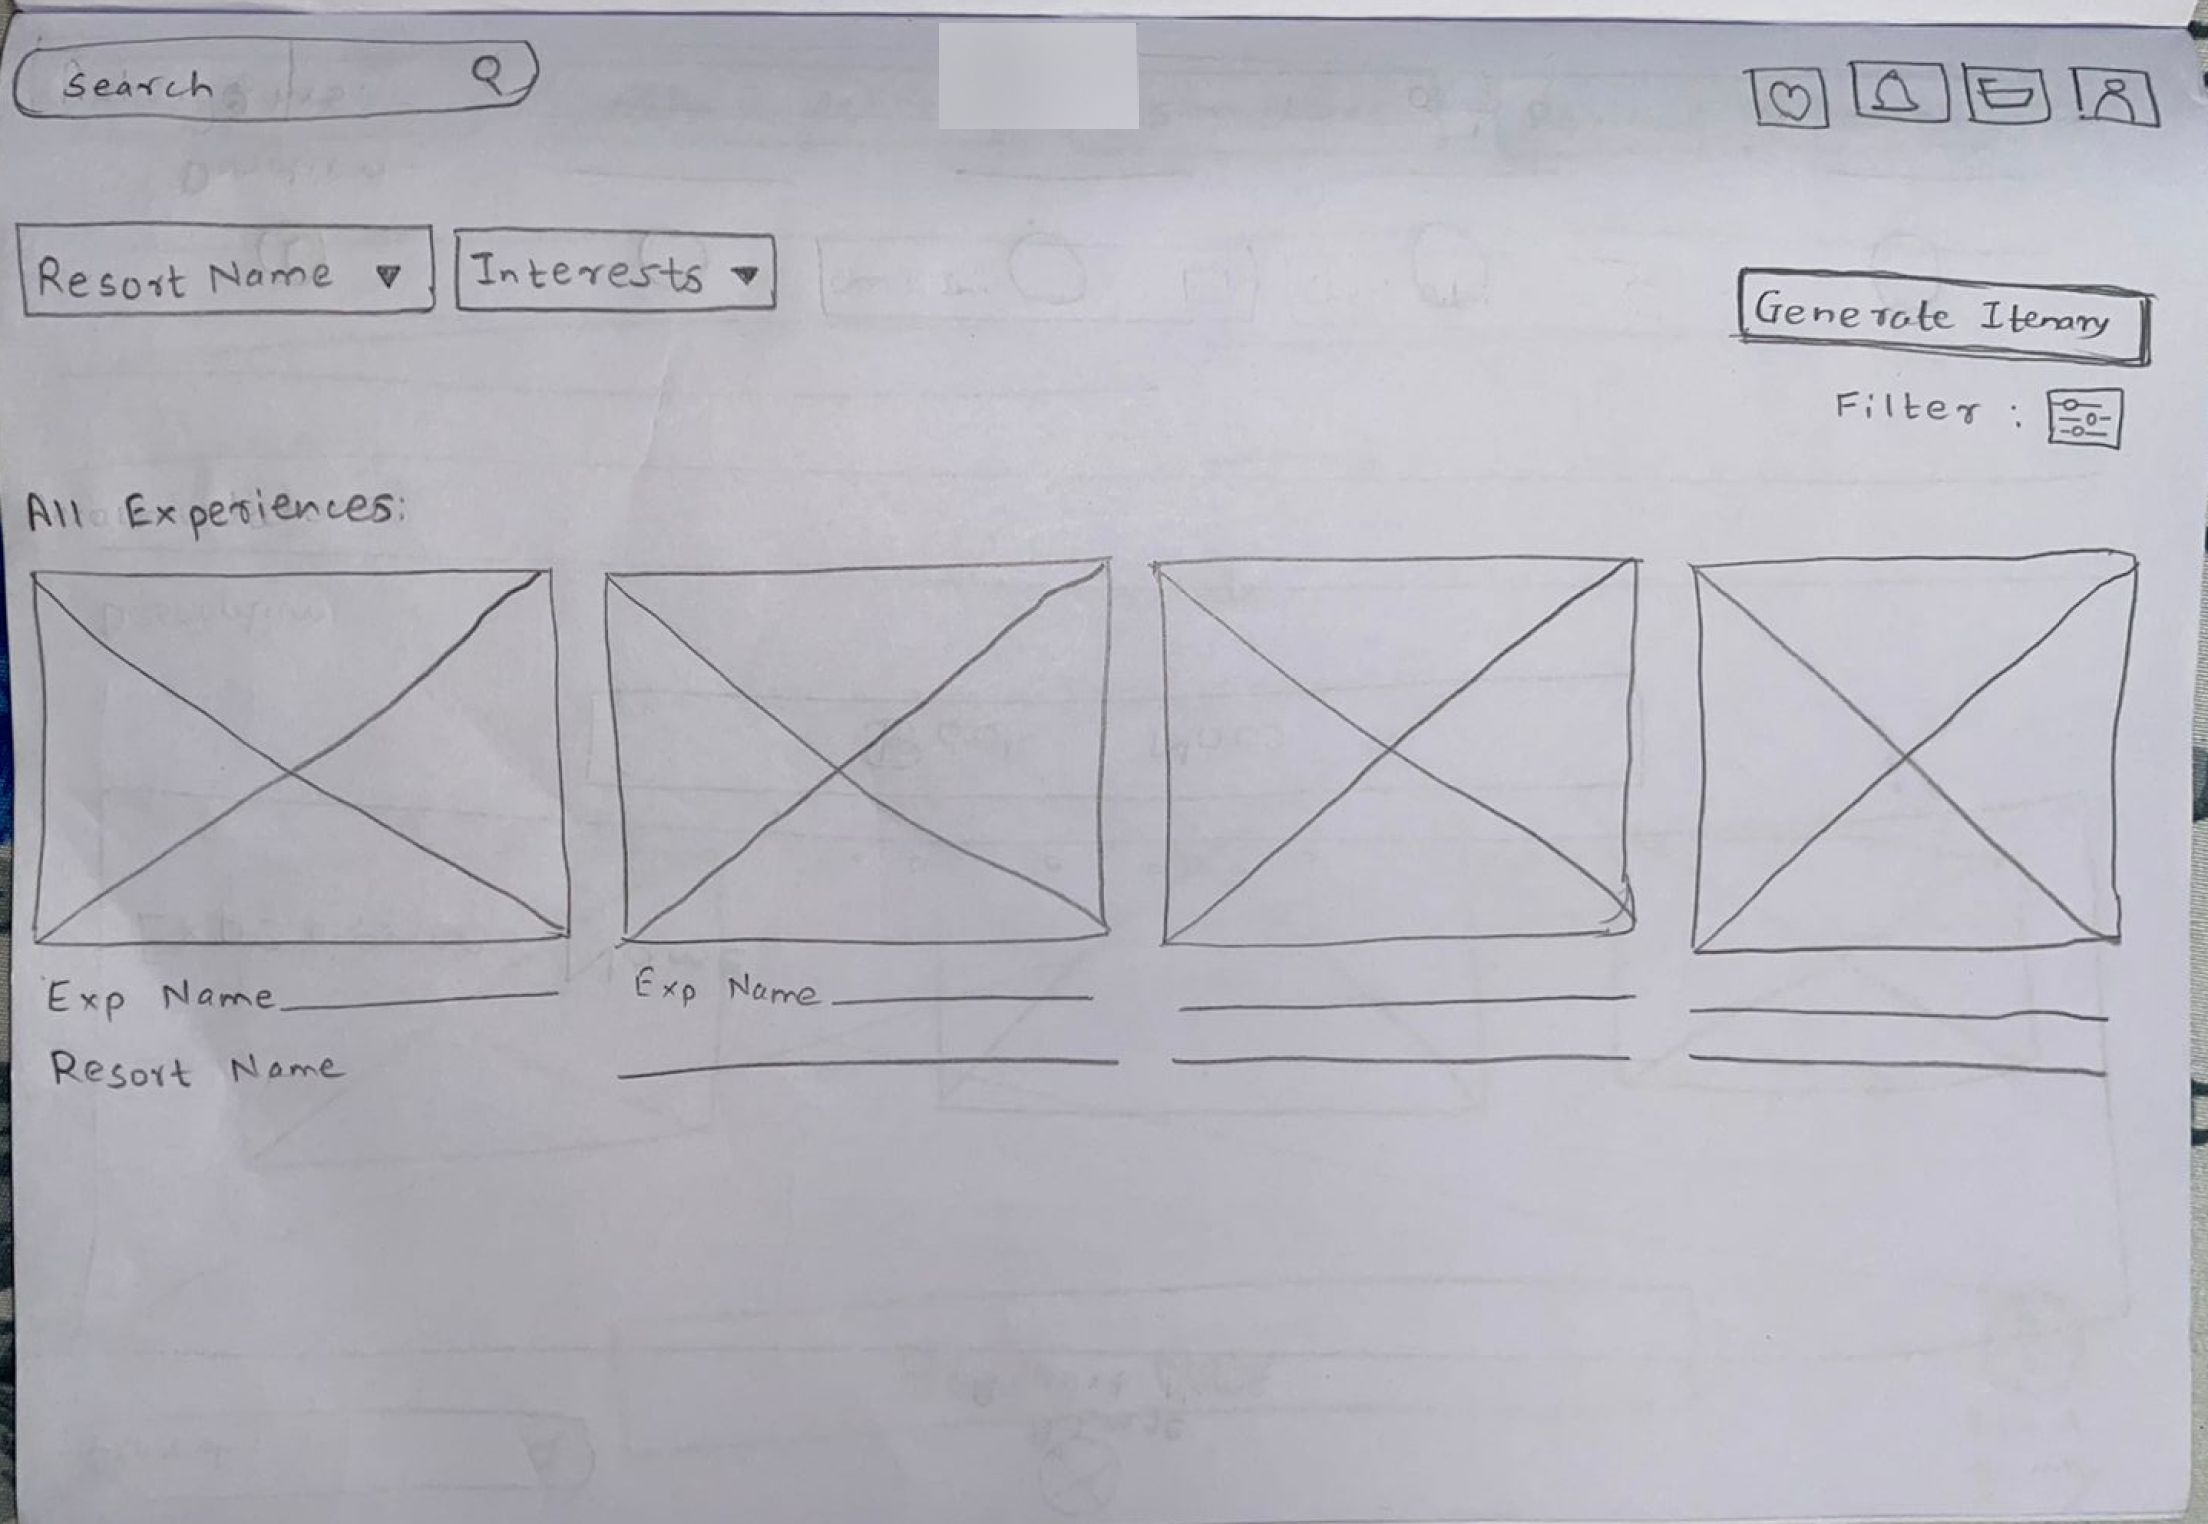 search
Resort Name
Interests
Generate Itenary
Filter :
All Experiences:
Exp Name
Exp Name
Resort Name